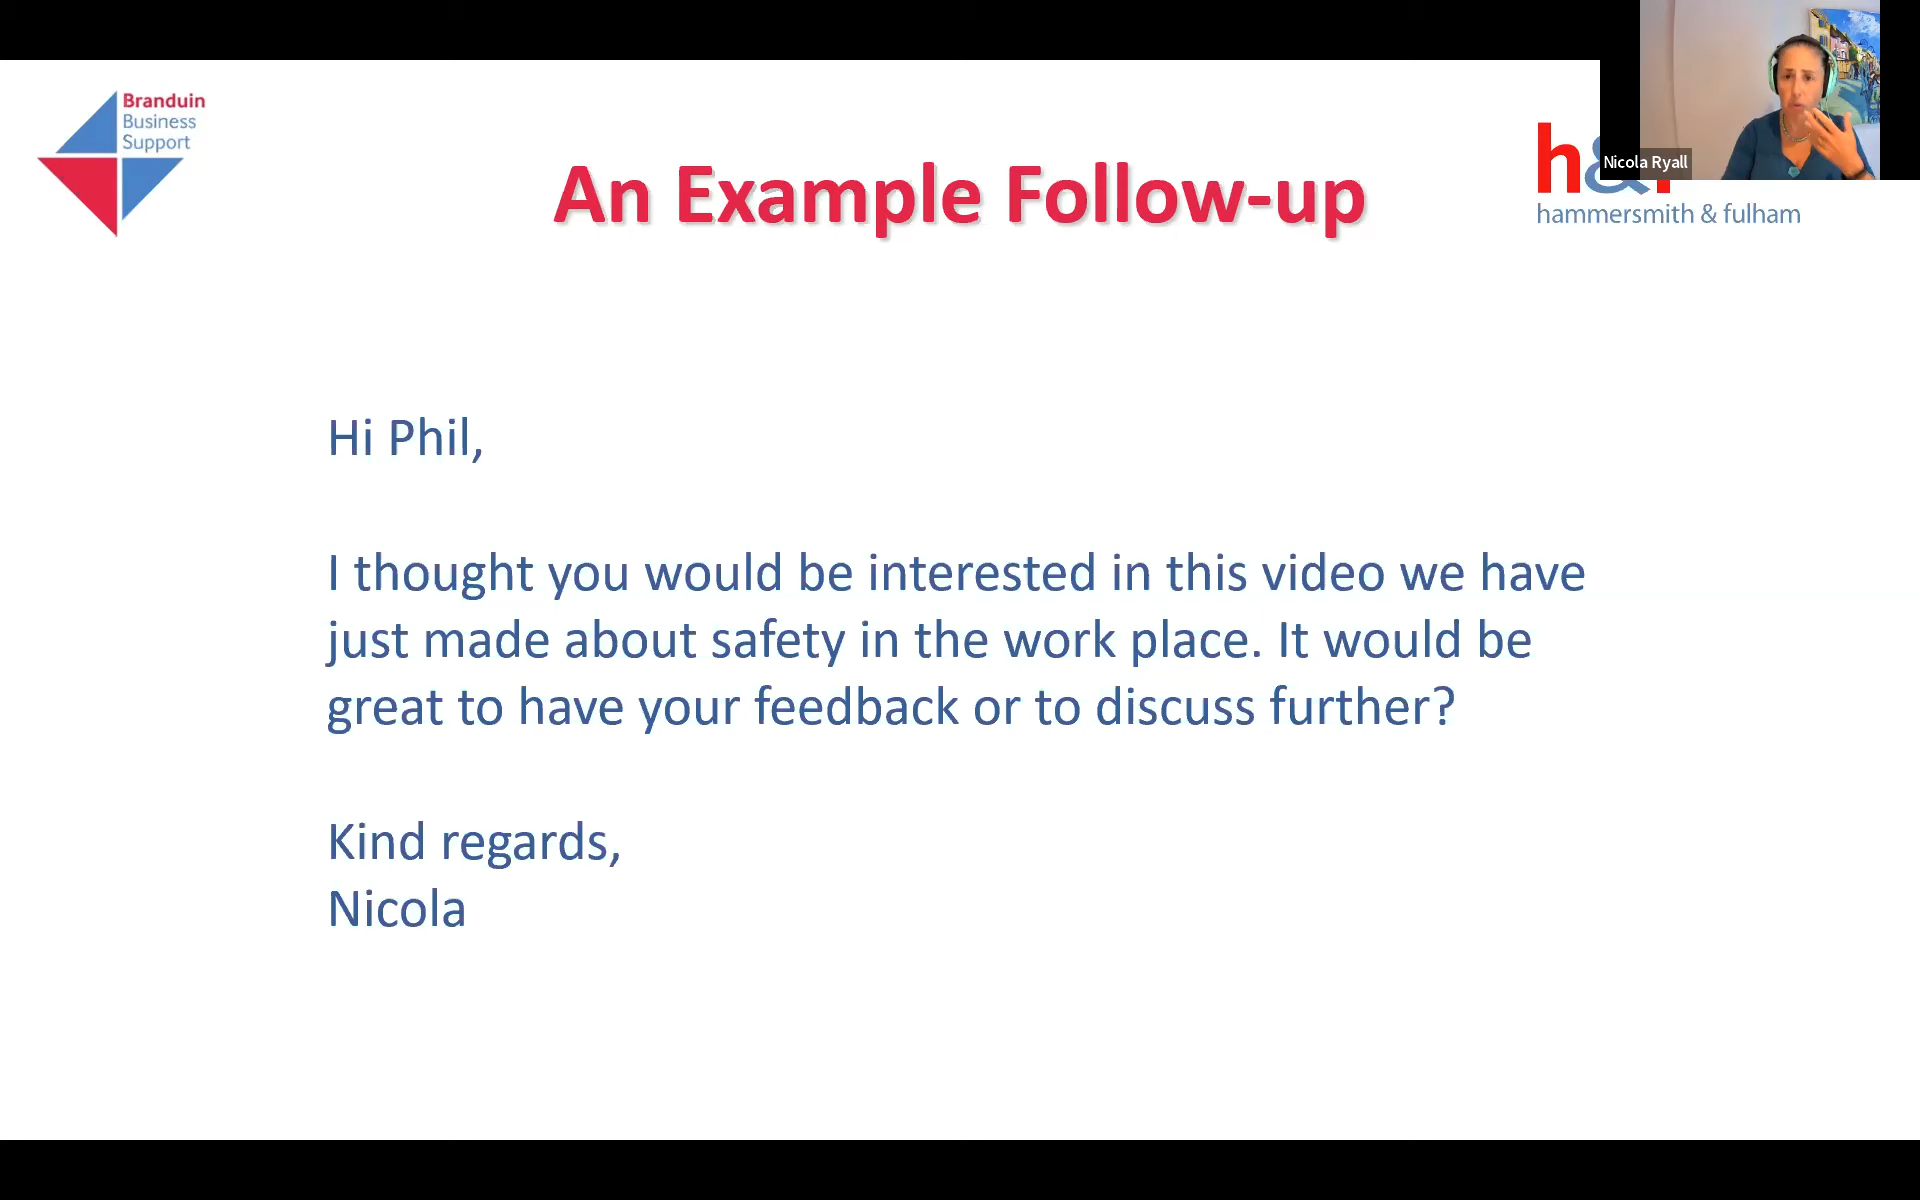 Branduin
Business
Support
An Example Follow-up
h&
hammersmith & fulham
Nicola Ryall
Hi Phil,
I thought you would be interested in this video we have
just made about safety in the work place. It would be
great to have your feedback or to discuss further?
Kind regards,
Nicola